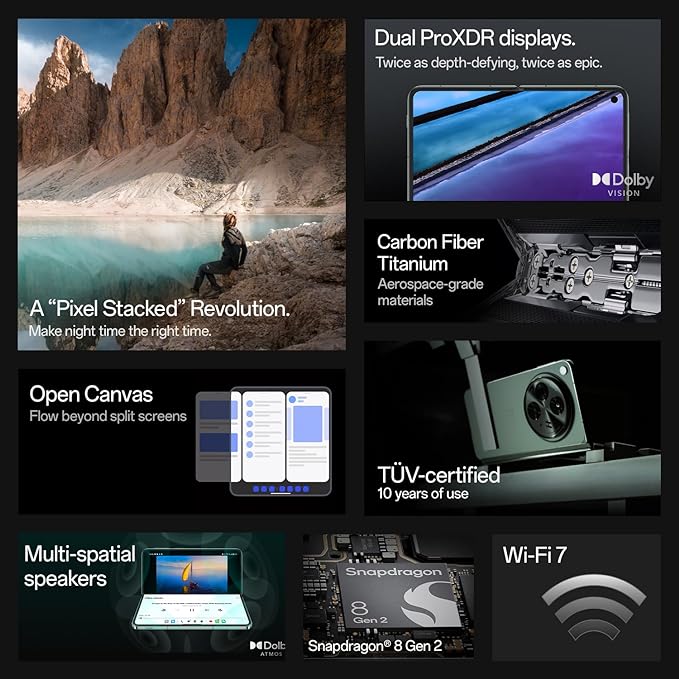 A “Pixel Stacked” Revolution.
Make night time the right time.
Dual ProXDR displays.
Twice as depth-defying, twice as epic.
Dolby
VISION
Carbon Fiber
Titanium
Aerospace-grade
materials
Open Canvas
Flow beyond split screens
TÜV-certified
10 years of use
Multi-spatial
speakers
Dolb
ATMOS
Snapdragon
8
Gen 2
Snapdragon® 8 Gen 2
Wi-Fi 7